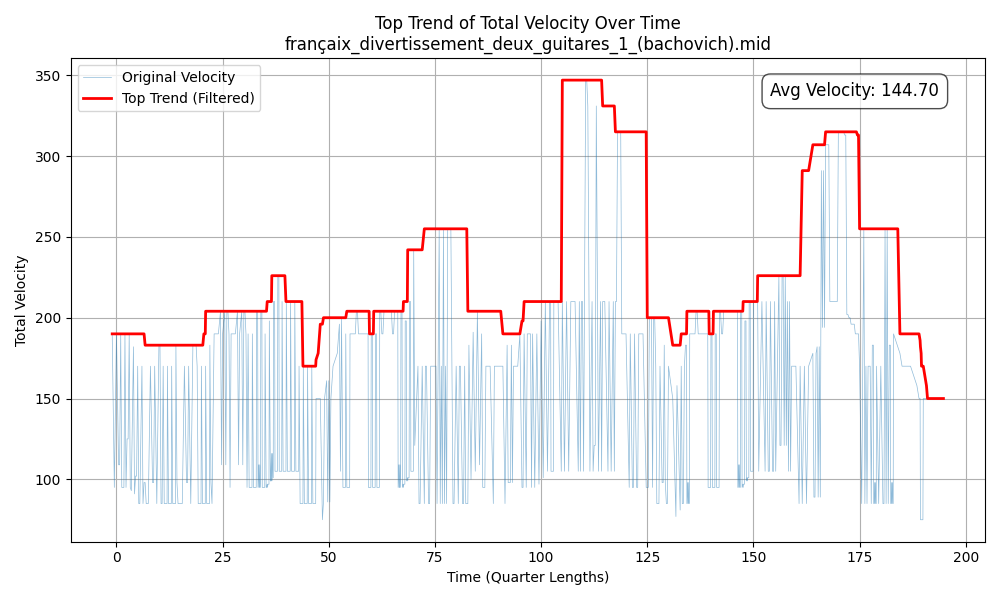 Top Trend of Total Velocity Over Time
françaix_divertissement_deux_guitares_1_(bachovich).mid
Original Velocity
Top Trend (Filtered)
Avg Velocity: 144.70
Total Velocity
350
300
250
200
150
100
0
25
50
75
100
125
150
175
200
Time (Quarter Lengths)